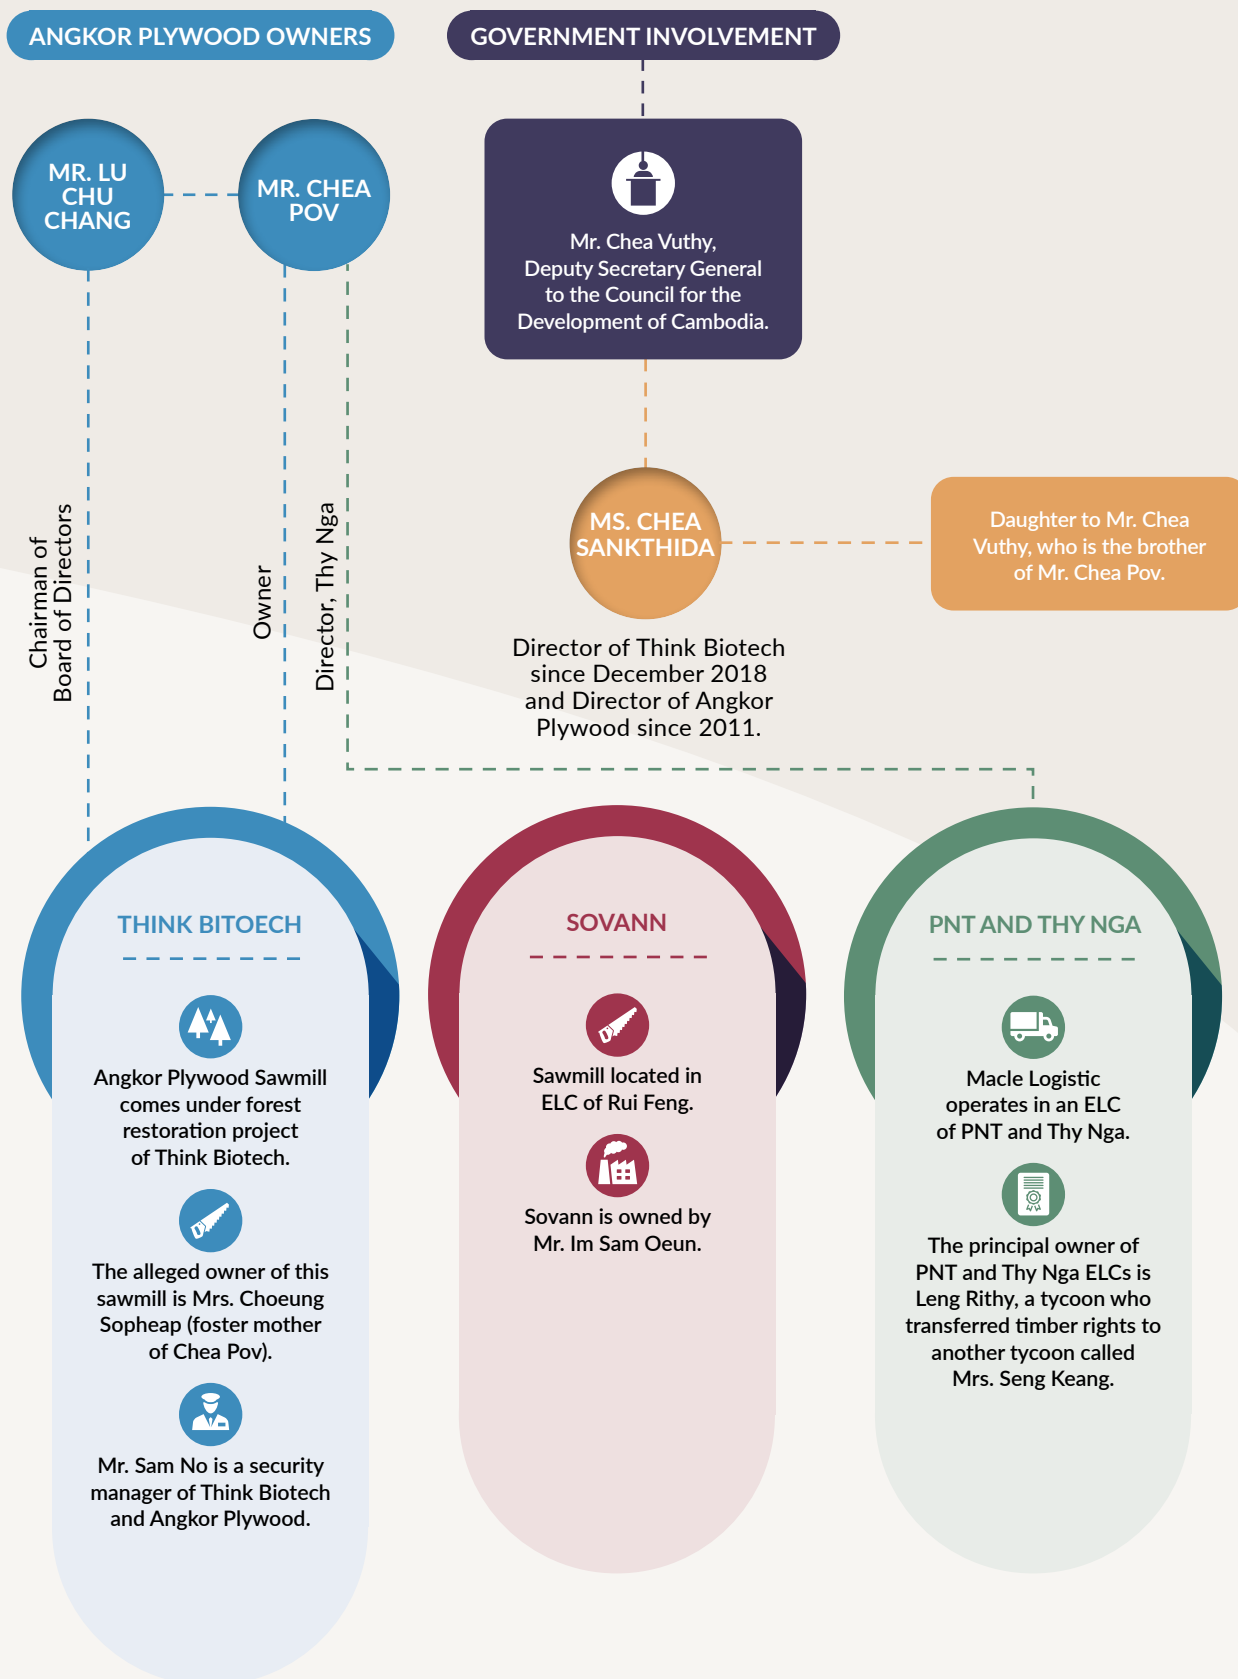 ANGKOR PLYWOOD OWNERS
GOVERNMENT INVOLVEMENT
MR. LU
CHU
CHANG
MR. CHEA
POV
Mr. Chea Vuthy,
Deputy Secretary General
to the Council for the
Development of Cambodia.
Chairman of
Board of Directors
Owner
Director, Thy Nga
MS. CHEA
SANKTHIDA
Daughter to Mr. Chea
Vuthy, who is the brother
of Mr. Chea Pov.
Director of Think Biotech
since December 2018
and Director of Angkor
Plywood since 2011.
THINK BITOECH
Angkor Plywood Sawmill
comes under forest
restoration project
of Think Biotech.
The alleged owner of this
sawmill is Mrs. Choeung
Sopheap (foster mother
of Chea Pov).
Mr. Sam No is a security
manager of Think Biotech
and Angkor Plywood.
SOVANN
Sawmill located in
ELC of Rui Feng.
Sovann is owned by
Mr. Im Sam Oeun.
PNT AND THY NGA
Macle Logistic
operates in an ELC
of PNT and Thy Nga.
The principal owner of
PNT and Thy Nga ELCs is
Leng Rithy, a tycoon who
transferred timber rights to
another tycoon called
Mrs. Seng Keang.